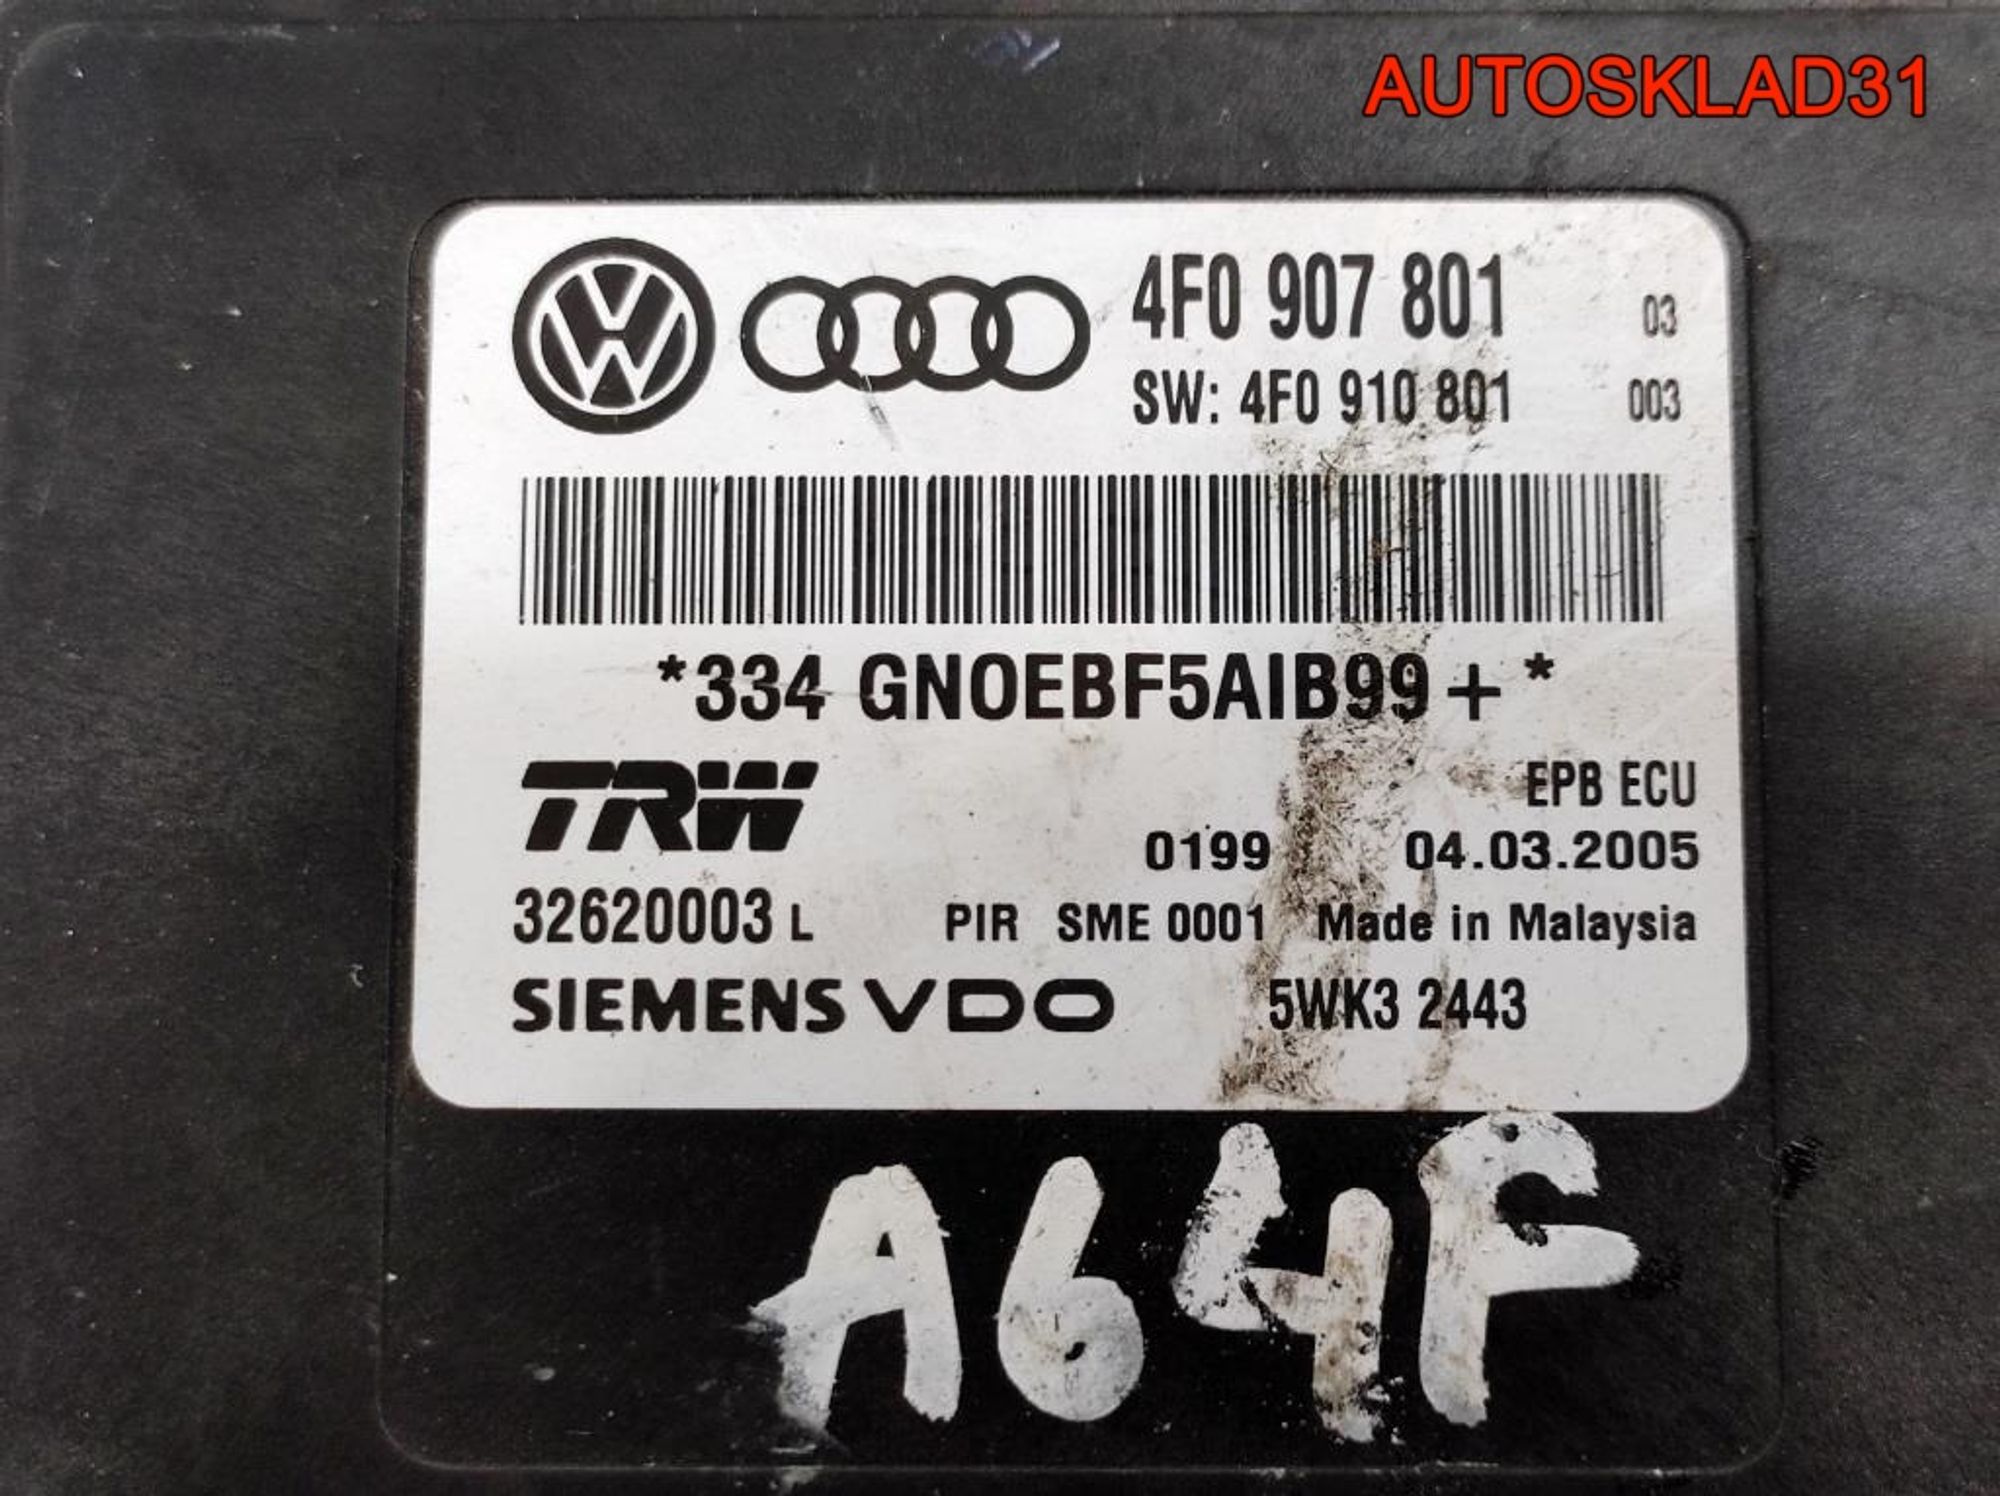 AUTOSKLAD31
4F0 907 801 03
SW: 4F0 910 801 003
*334 GN0EBF5AIB99+*
TRW
EPB ECU
0199 04.03.2005
32620003 L PIR SME 0001 Made in Malaysia
SIEMENS VDO 5WK3 2443
A64F